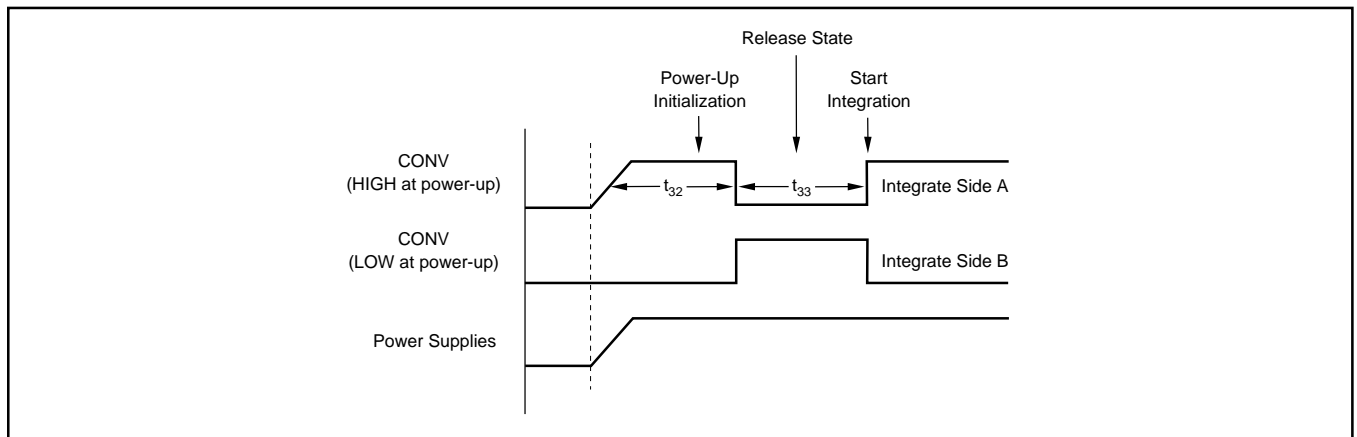 Release State
Power-Up
Initialization
Start
Integration
CONV
(HIGH at power-up)
t32
t33
Integrate Side A
CONV
(LOW at power-up)
Integrate Side B
Power Supplies